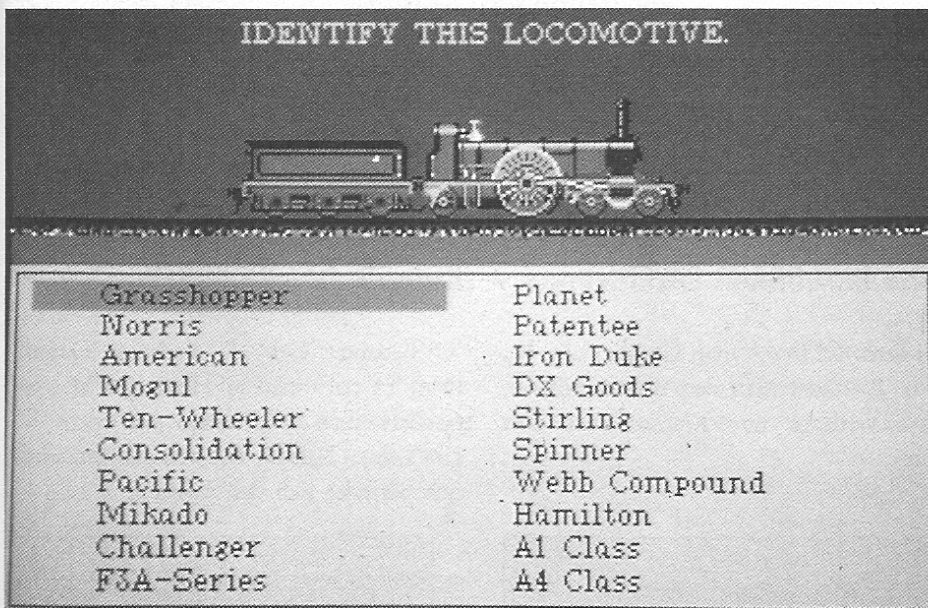 IDENTIFY THIS LOCOMOTIVE.
Grasshopper
Norris
American
Mogul
Ten-Wheeler
Consolidation
Pacific
Mikado
Challenger
F3A-Series
Planet
Patentee
Iron Duke
DX Goods
Stirling
Spinner
Webb Compound
Hamilton
A1 Class
A4 Class